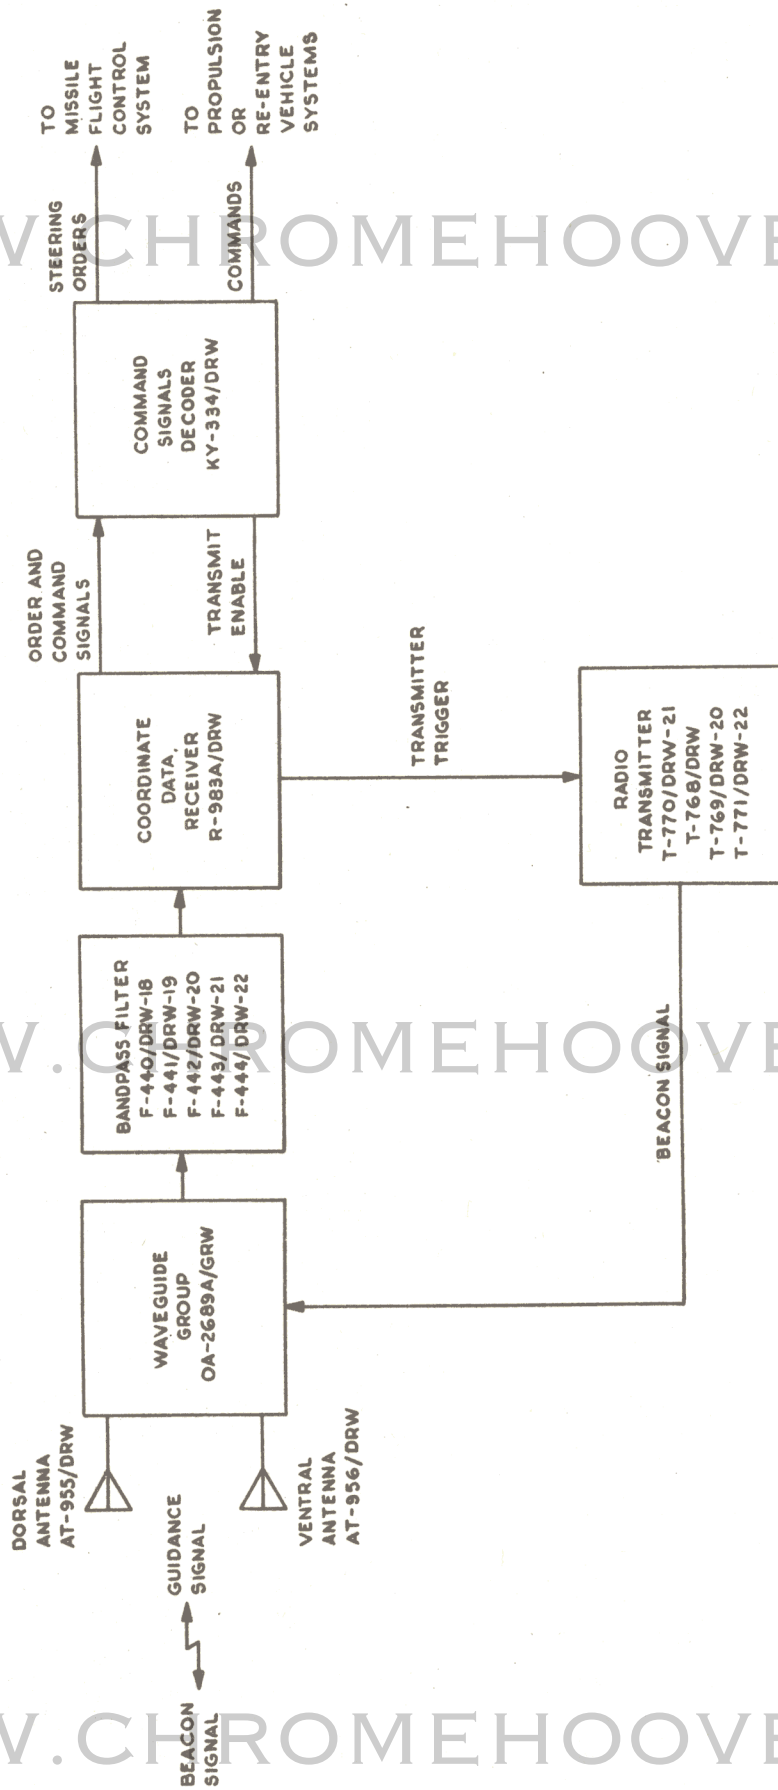 BEACON
SIGNAL
GUIDANCE
SIGNAL
DORSAL
ANTENNA
AT-955/DRW
VENTRAL
ANTENNA
AT-956/DRW
WAVEGUIDE
GROUP
OA-2689A/GRW
BANDPASS FILTER
F-440/DRW-18
F-441/DRW-19
F-442/DRW-20
F-443/DRW-21
F-444/DRW-22
COORDINATE
DATA,
RECEIVER
R-983A/DRW
ORDER AND
COMMAND
SIGNALS
TRANSMIT
ENABLE
COMMAND
SIGNALS
DECODER
KY-334/DRW
STEERING
ORDERS
COMMANDS
TO
MISSILE
FLIGHT
CONTROL
SYSTEM
TO
PROPULSION
OR
RE-ENTRY
VEHICLE
SYSTEMS
TRANSMITTER
TRIGGER
RADIO
TRANSMITTER
T-770/DRW-21
T-768/DRW
T-769/DRW-20
T-771/DRW-22
BEACON SIGNAL
W.CHROMEHOOVE
W.CHROMEHOOVE
W.CHROMEHOOVE